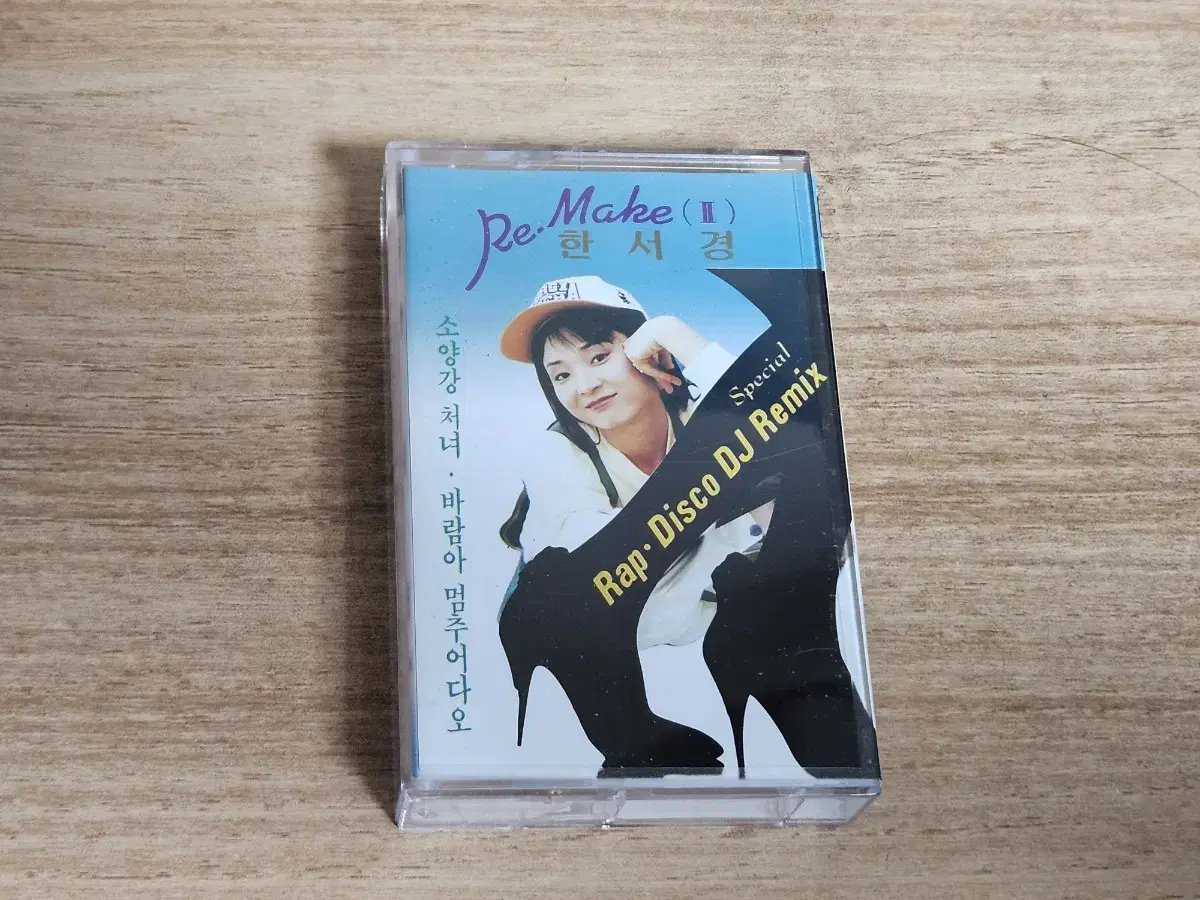 Re.Make (Ⅱ)
한서경
소양강 처녀 · 바람아 멈추어다오
Special
Rap · Disco DJ Remix